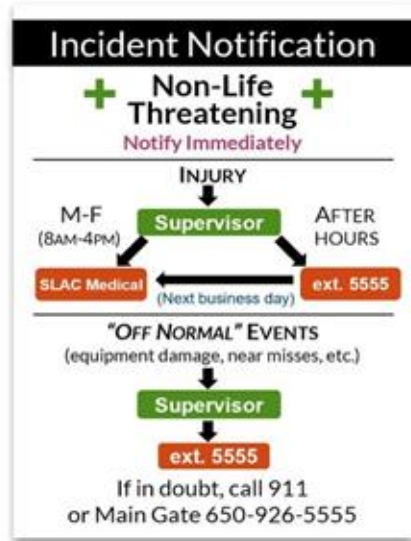 Incident Notification
Non-Life
Threatening
Notify Immediately
INJURY
M-F
(8AM-4PM)
Supervisor
AFTER
HOURS
SLAC Medical
(Next business day)
ext. 5555
"OFF NORMAL" EVENTS
(equipment damage, near misses, etc.)
Supervisor
ext. 5555
If in doubt, call 911
or Main Gate 650-926-5555